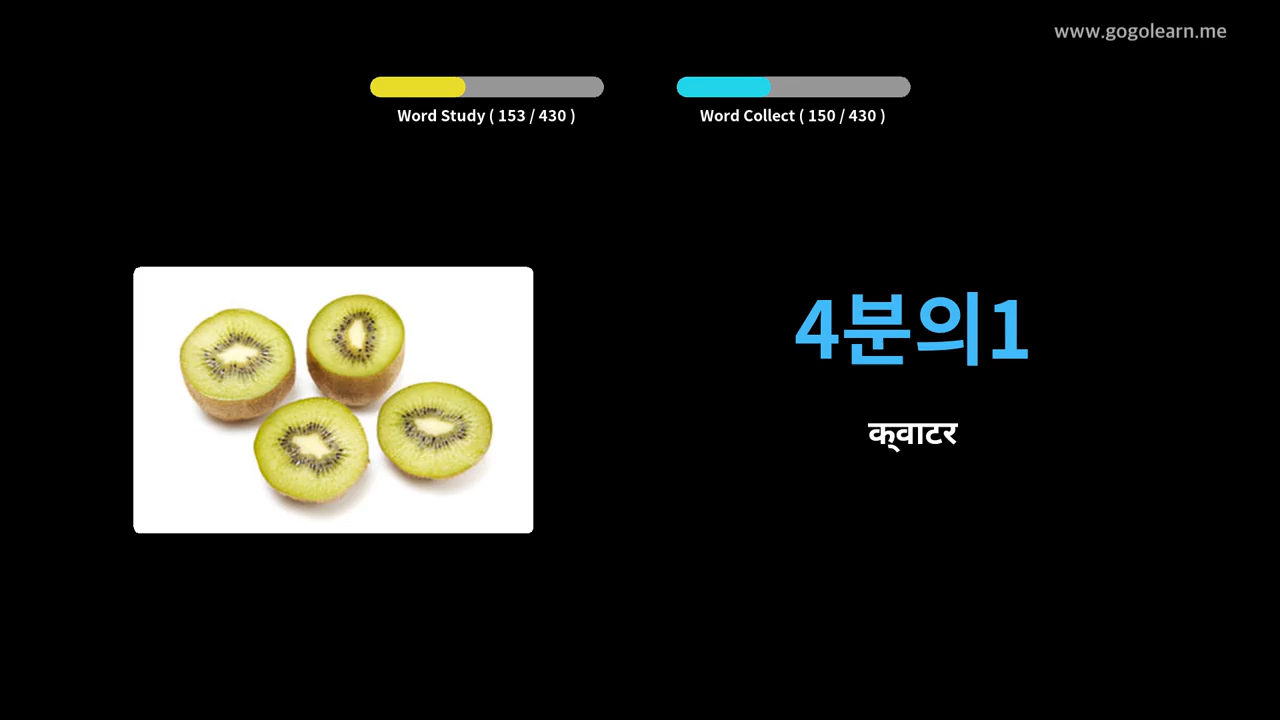 www.gogolearn.me
Word Study ( 153 / 430 )
Word Collect ( 150 / 430 )
4분의1
क्वाटर